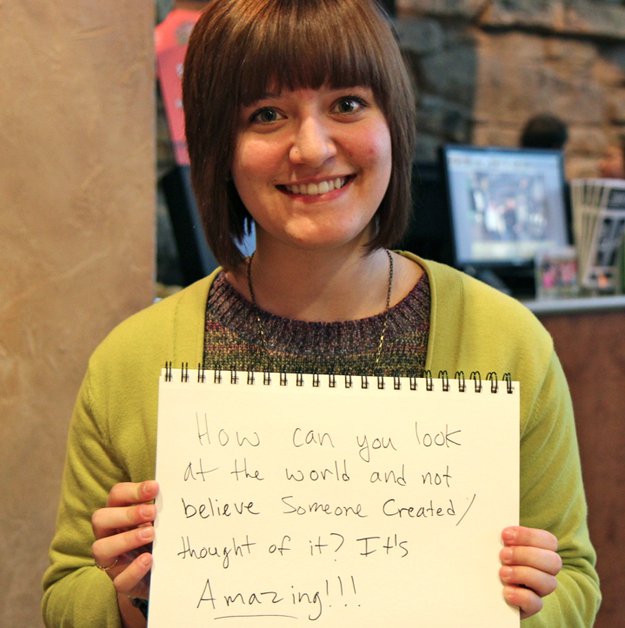 How can you look
at the world and not
believe Someone Created/
thought of it? It's
Amazing!!!